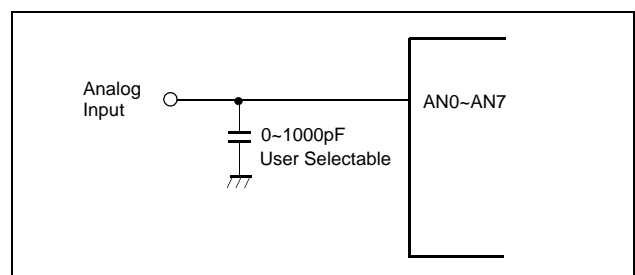 Analog
Input
AN0~AN7
0~1000pF
User Selectable